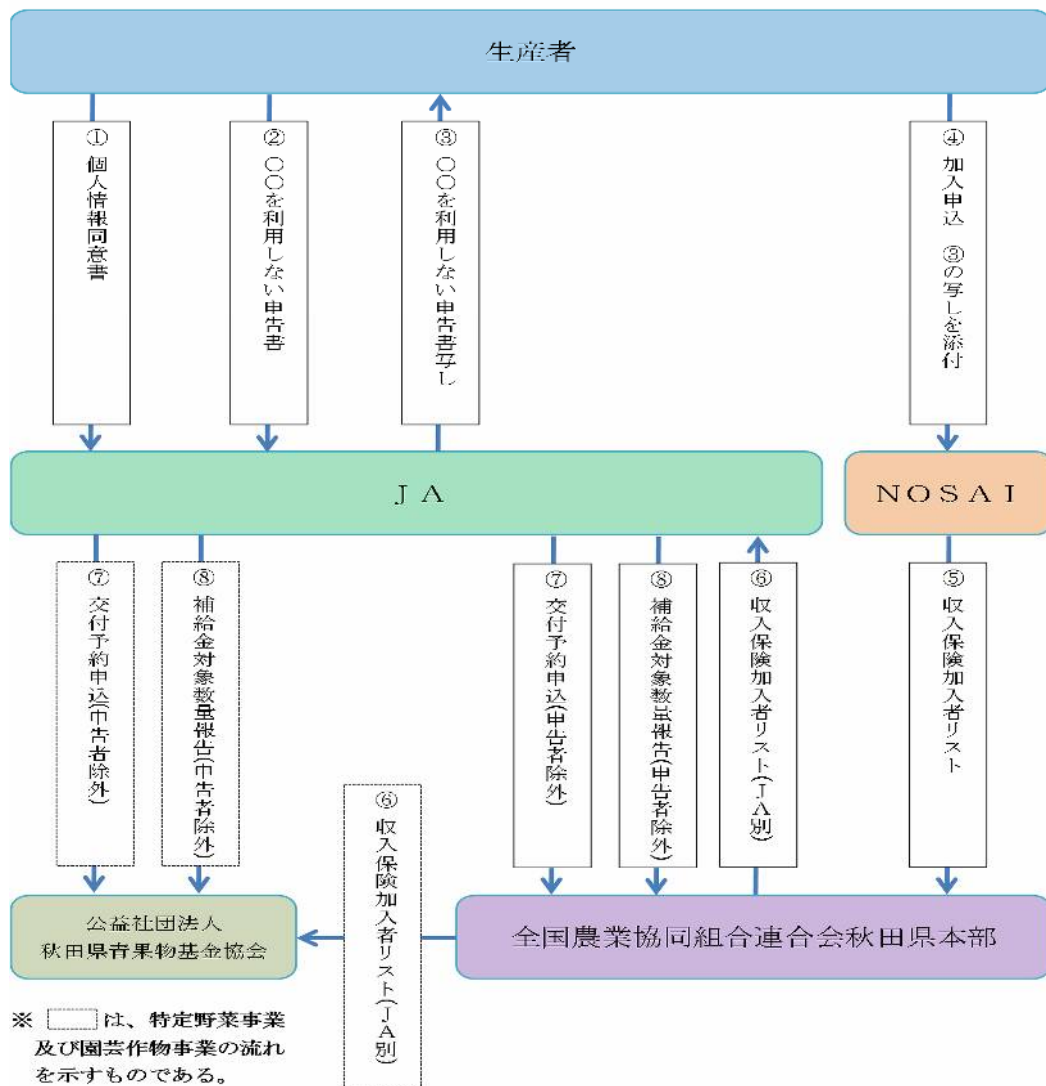 生産者
① 個人情報同意書
② 〇〇を利用しない申告書
③ 〇〇を利用しない申告書写し
④ 加入申込 ③の写しを添付
ＪＡ
ＮＯＳＡＩ
⑦ 交付予約申込(申告者除外)
⑧ 補給金対象数量報告(申告者除外)
⑦ 交付予約申込(申告者除外)
⑧ 補給金対象数量報告(申告者除外)
⑥ 収入保険加入者リスト(ＪＡ別)
⑤ 収入保険加入者リスト
⑥ 収入保険加入者リスト(ＪＡ別)
公益社団法人
秋田県青果物基金協会
全国農業協同組合連合会秋田県本部
※ は、特定野菜事業
及び園芸作物事業の流れ
を示すものである。